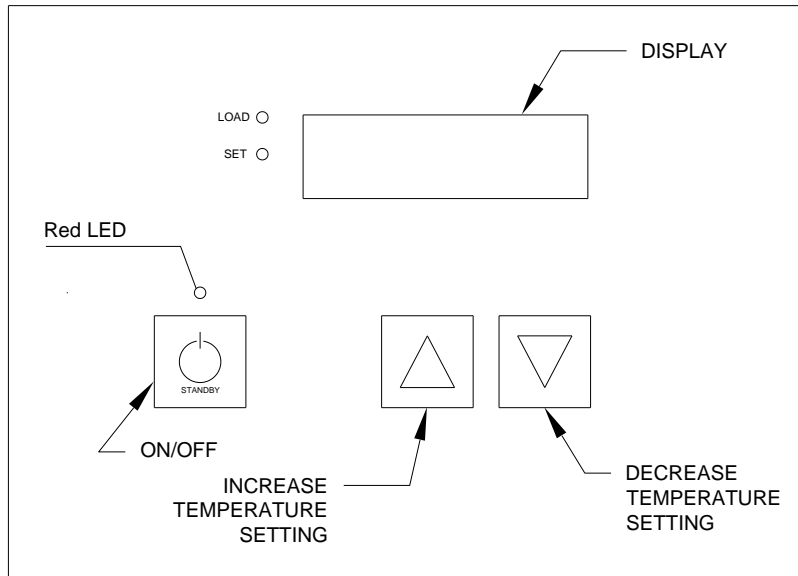 DISPLAY
LOAD
SET
Red LED
STANDBY
ON/OFF
INCREASE
TEMPERATURE
SETTING
DECREASE
TEMPERATURE
SETTING